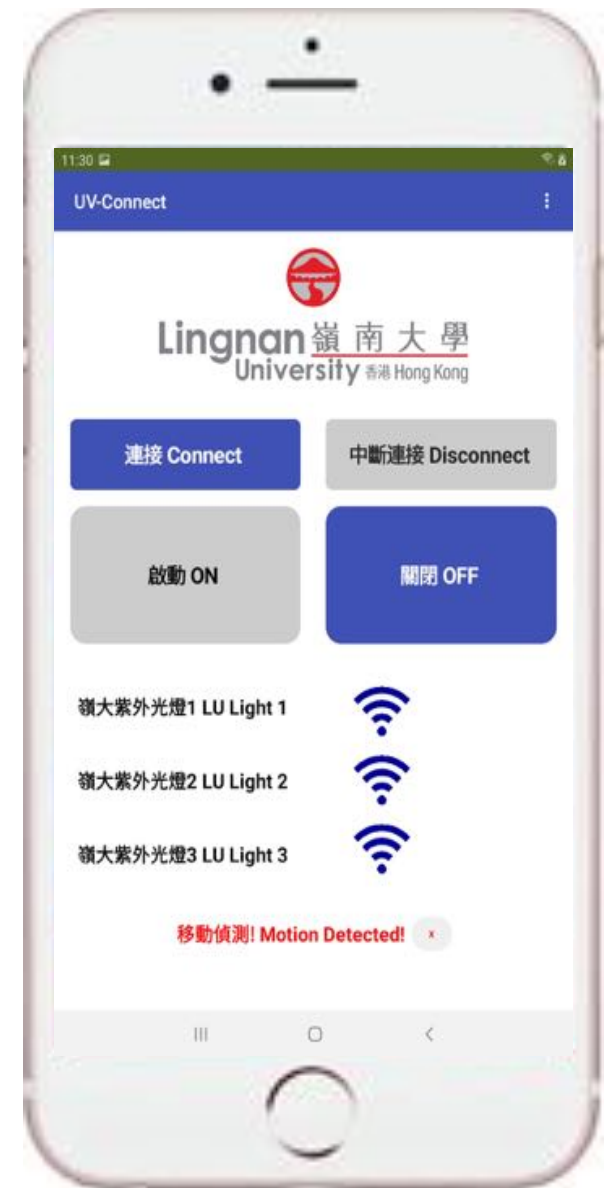 11:30
UV-Connect
Lingnan 嶺南大學
University 香港 Hong Kong
連接 Connect
中斷連接 Disconnect
啟動 ON
關閉 OFF
嶺大紫外光燈1 LU Light 1
嶺大紫外光燈2 LU Light 2
嶺大紫外光燈3 LU Light 3
移動偵測! Motion Detected! x